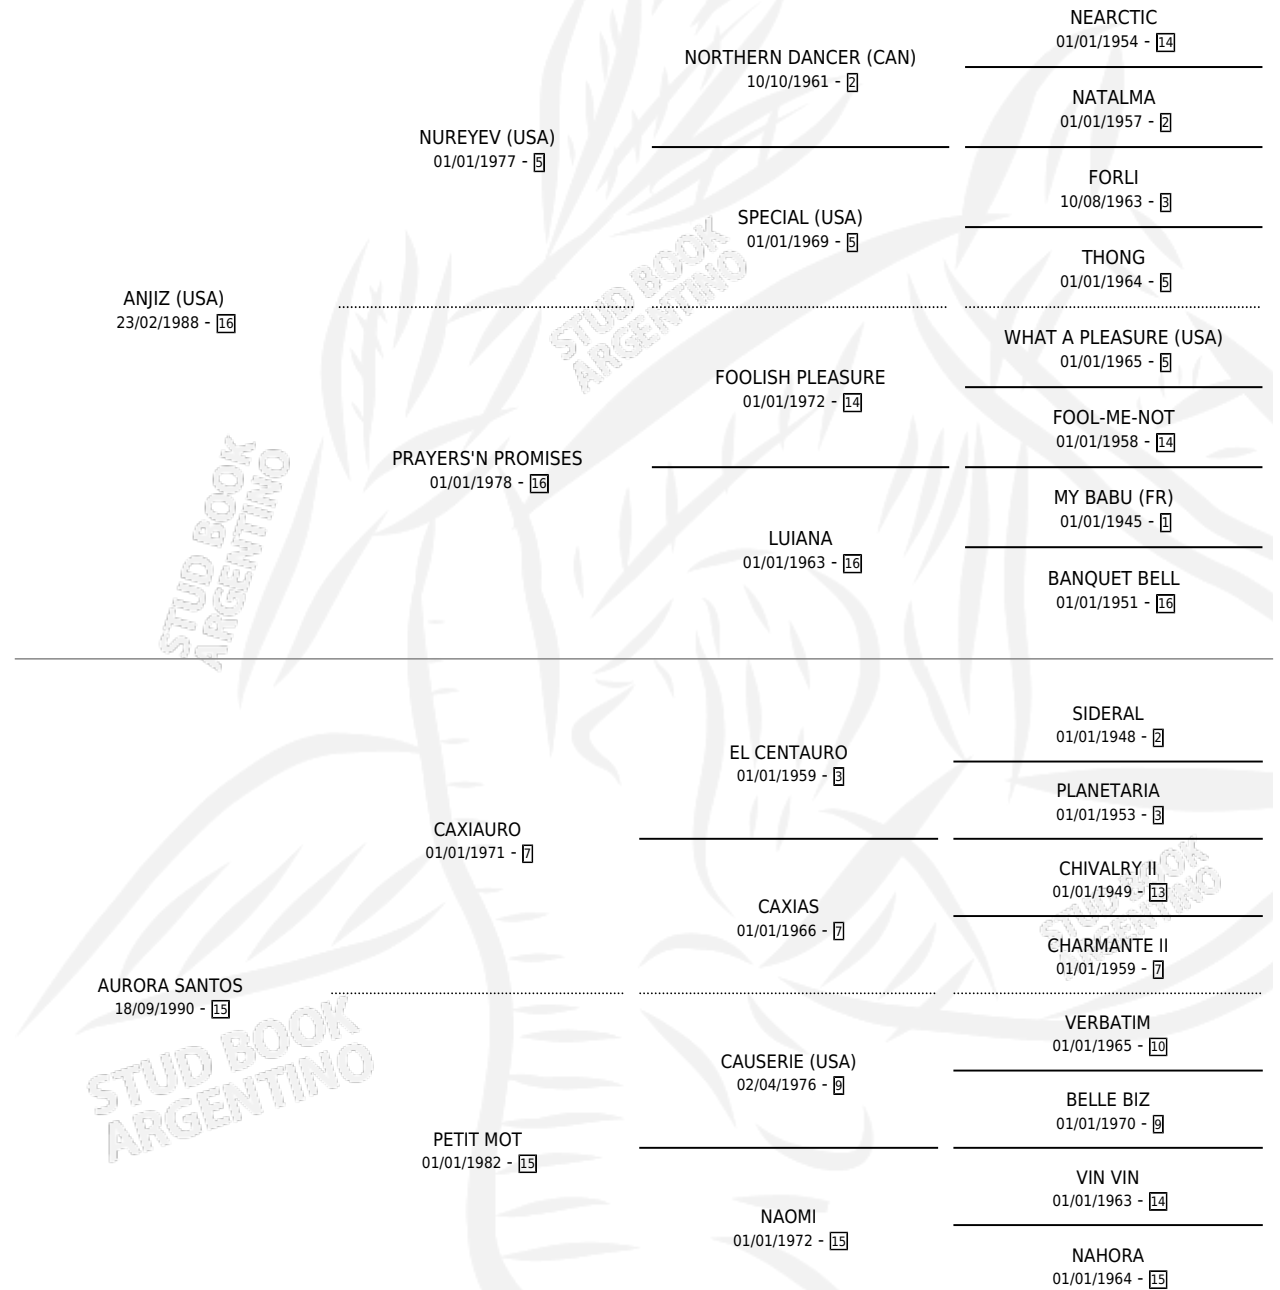 NEARCTIC
01/01/1954 - 14
NORTHERN DANCER (CAN)
10/10/1961 - 2
NATALMA
01/01/1957 - 2
NUREYEV (USA)
01/01/1977 - 5
FORLI
10/08/1963 - 3
SPECIAL (USA)
01/01/1969 - 5
THONG
01/01/1964 - 5
ANJIZ (USA)
23/02/1988 - 16
STUD BOOK
ARGENTINO
WHAT A PLEASURE (USA)
01/01/1965 - 5
FOOLISH PLEASURE
01/01/1972 - 14
FOOL-ME-NOT
01/01/1958 - 14
PRAYERS'N PROMISES
01/01/1978 - 16
MY BABU (FR)
01/01/1945 - 1
LUIANA
01/01/1963 - 16
BANQUET BELL
01/01/1951 - 16
STUD BOOK
ARGENTINO
SIDERAL
01/01/1948 - 2
EL CENTAURO
01/01/1959 - 3
PLANETARIA
01/01/1953 - 3
CAXIAURO
01/01/1971 - 7
CHIVALRY II
01/01/1949 - 13
CAXIAS
01/01/1966 - 7
CHARMANTE II
01/01/1959 - 7
STUD BOOK
ARGENTINO
AURORA SANTOS
18/09/1990 - 15
STUD BOOK
ARGENTINO
VERBATIM
01/01/1965 - 10
CAUSERIE (USA)
02/04/1976 - 9
BELLE BIZ
01/01/1970 - 9
PETIT MOT
01/01/1982 - 15
VIN VIN
01/01/1963 - 14
NAOMI
01/01/1972 - 15
NAHORA
01/01/1964 - 15